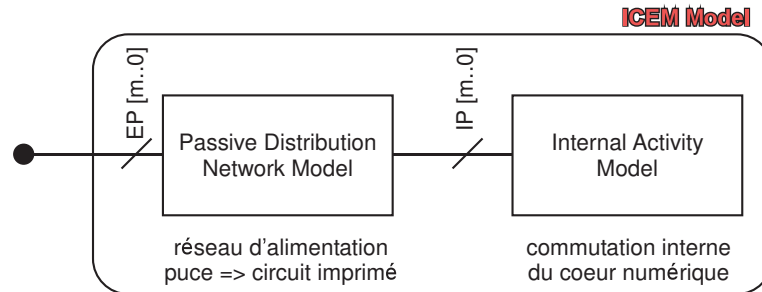 ICEM Model
EP [m..0]
IP [m..0]
Passive Distribution
Network Model
Internal Activity
Model
réseau d'alimentation
puce => circuit imprimé
commutation interne
du coeur numérique